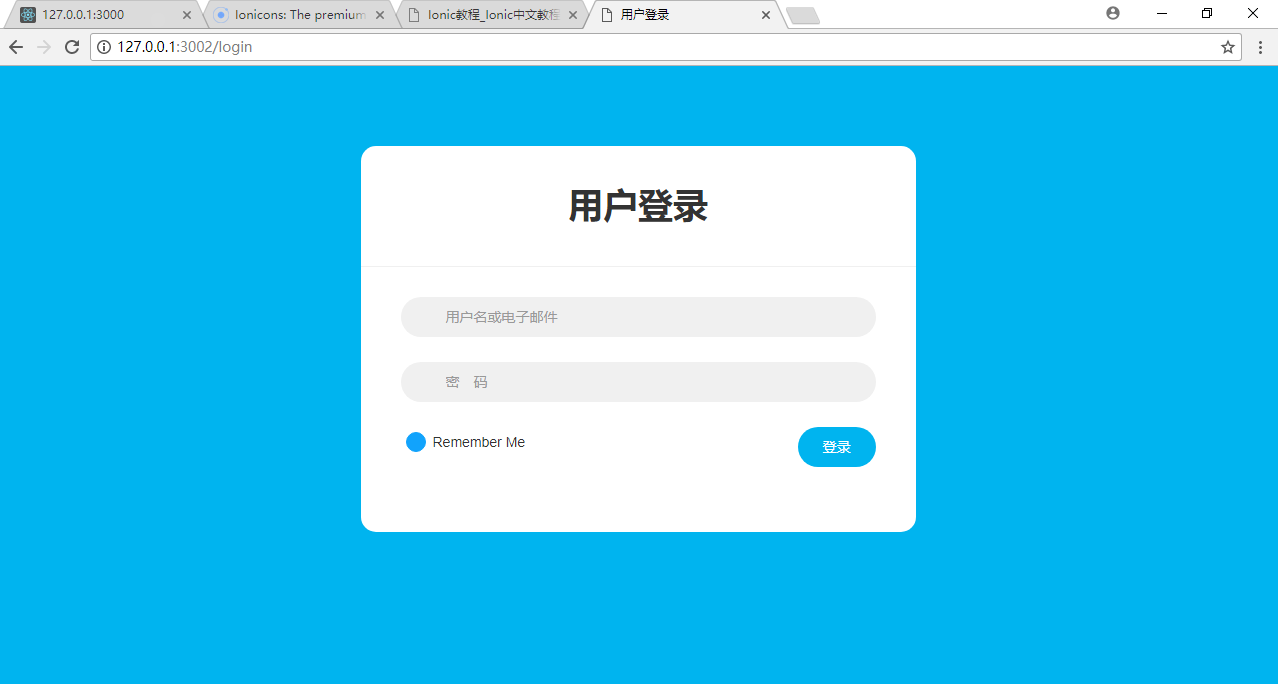 127.0.0.1:3000
Ionicons: The premium
Ionic教程_Ionic中文教程
用户登录
127.0.0.1:3002/login
用户登录
用户名或电子邮件
密 码
Remember Me
登录